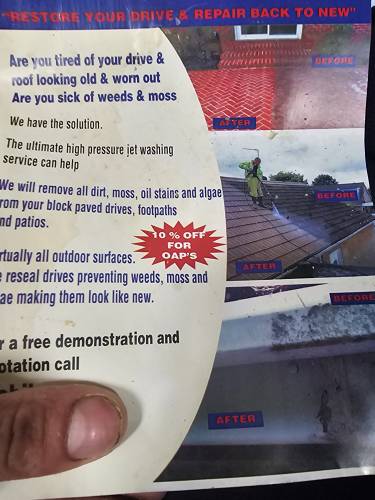 "RESTORE YOUR DRIVE & REPAIR BACK TO NEW"
Are you tired of your drive &
roof looking old & worn out
Are you sick of weeds & moss
We have the solution.
The ultimate high pressure jet washing
service can help
We will remove all dirt, moss, oil stains and algae
from your block paved drives, footpaths
nd patios.
rtually all outdoor surfaces.
e reseal drives preventing weeds, moss and
ae making them look like new.
10 % OFF
FOR
OAP'S
r a free demonstration and
otation call
BEFORE
AFTER
BEFORE
AFTER
BEFORE
AFTER